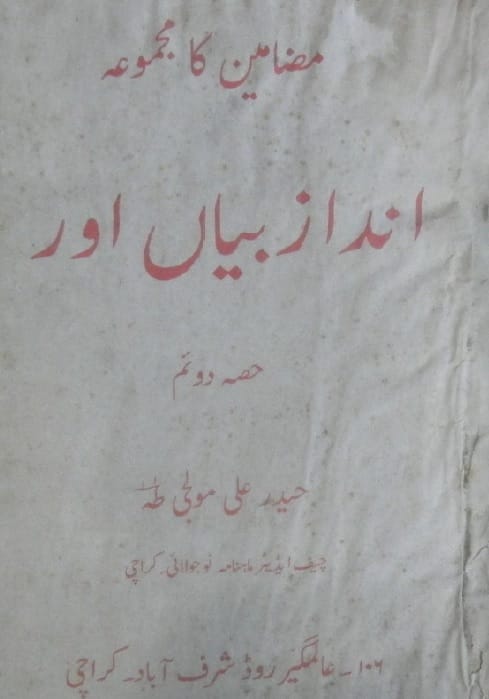 مضامین کا مجموعہ
انداز بیاں اور
حصہ دوئم
حیدر علی مولجی طہٰ
چیف ایڈیٹر ماہنامہ نوجوانی کراچی
۱۰۶۔ عالمگیر روڈ شرف آباد۔ کراچی